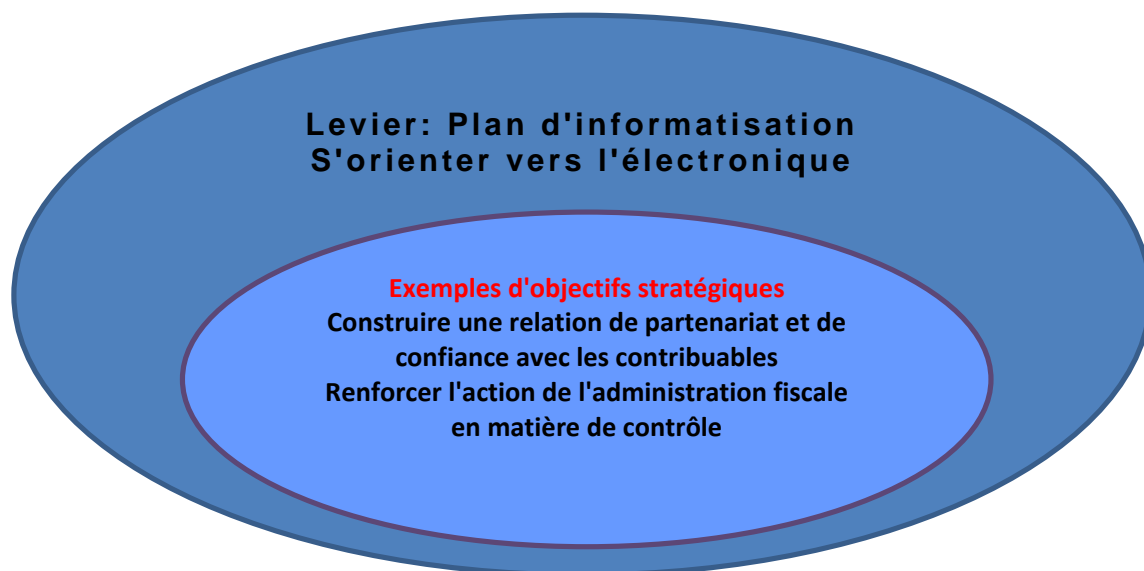 Levier: Plan d'informatisation
S'orienter vers l'électronique
Exemples d'objectifs stratégiques
Construire une relation de partenariat et de
confiance avec les contribuables
Renforcer l'action de l'administration fiscale
en matière de contrôle